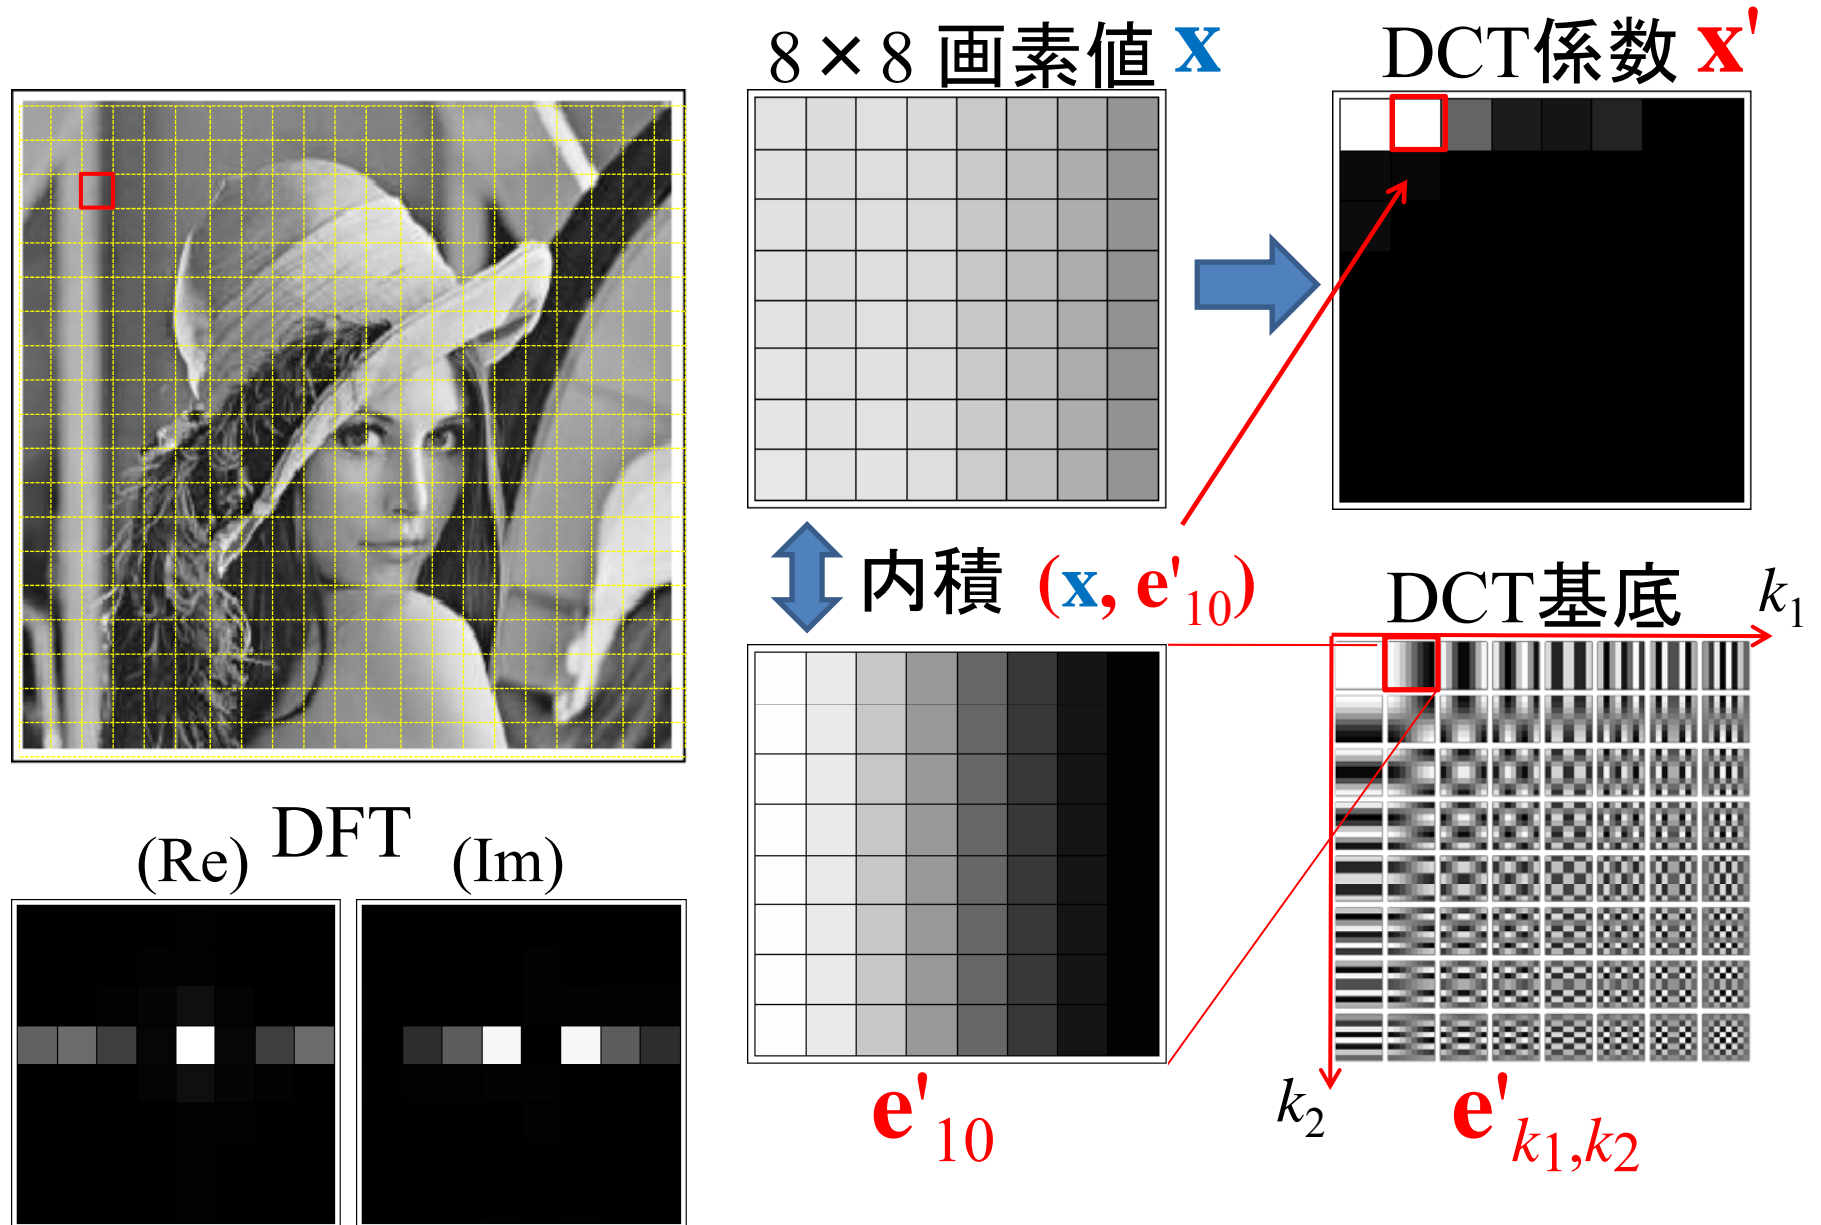 8×8 画素値 x
DCT係数 x'
内積 (x, e'10)
DCT基底
k1
DFT
(Re)
(Im)
e'10
k2
e'k1,k2